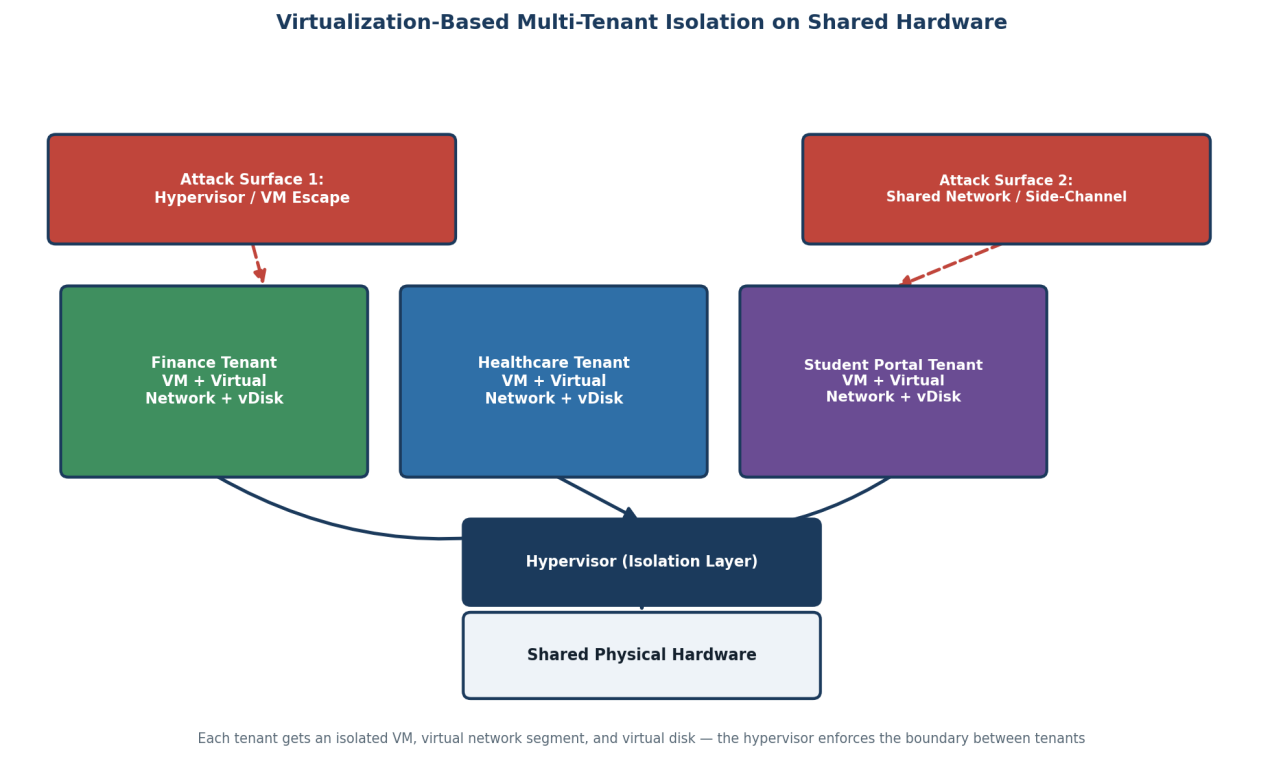 Virtualization-Based Multi-Tenant Isolation on Shared Hardware
Attack Surface 1:
Hypervisor / VM Escape
Attack Surface 2:
Shared Network / Side-Channel
Finance Tenant
VM + Virtual
Network + vDisk
Healthcare Tenant
VM + Virtual
Network + vDisk
Student Portal Tenant
VM + Virtual
Network + vDisk
Hypervisor (Isolation Layer)
Shared Physical Hardware
Each tenant gets an isolated VM, virtual network segment, and virtual disk — the hypervisor enforces the boundary between tenants